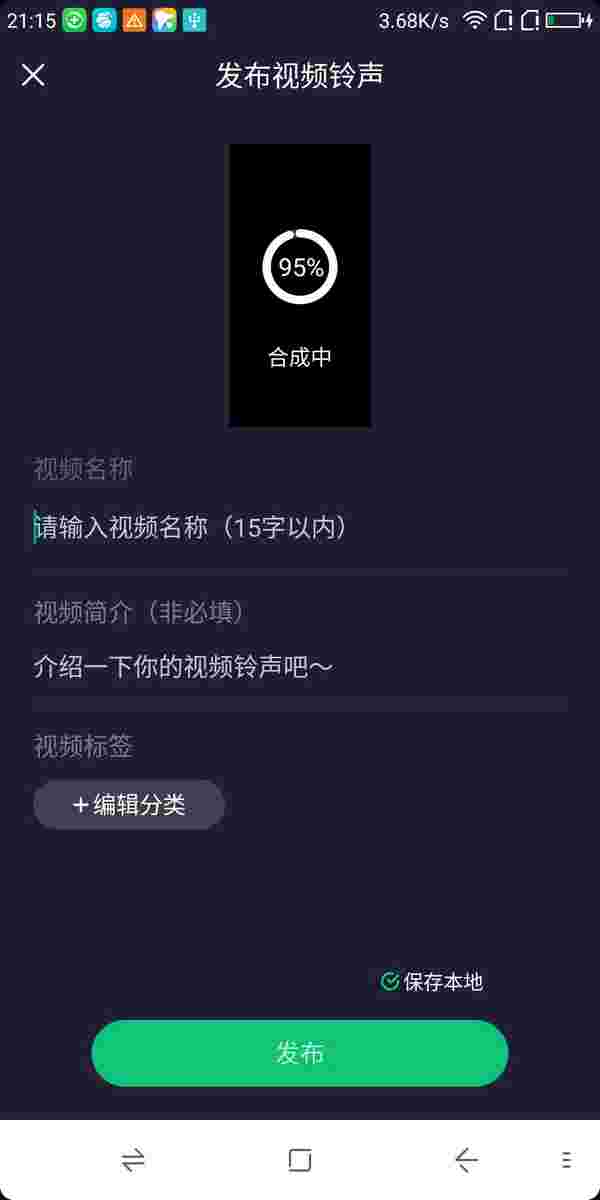 21:15
3.68K/s
发布视频铃声
95%
合成中
视频名称
请输入视频名称（15字以内）
视频简介（非必填）
介绍一下你的视频铃声吧～
视频标签
+编辑分类
保存本地
发布